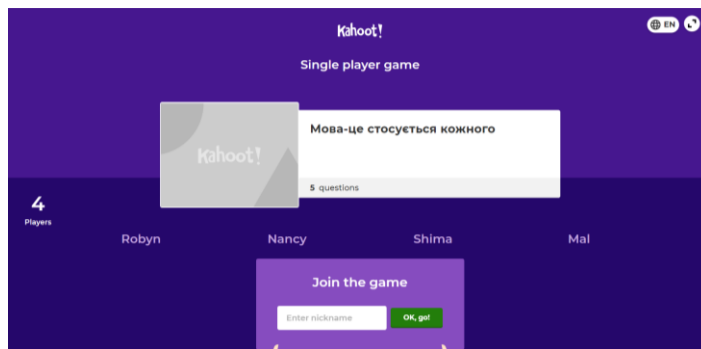 Kahoot!
EN
Single player game
Kahoot!
Мова-це стосується кожного
5 questions
4
Players
Robyn Nancy Shima Mal
Join the game
Enter nickname OK, go!